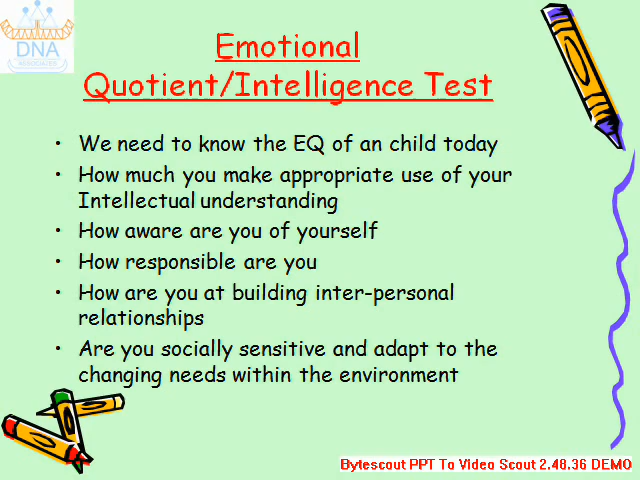 DNA
ASSOCIATES
Emotional
Quotient/Intelligence Test
• We need to know the EQ of an child today
• How much you make appropriate use of your
Intellectual understanding
• How aware are you of yourself
• How responsible are you
• How are you at building inter-personal
relationships
• Are you socially sensitive and adapt to the
changing needs within the environment
Bytescout PPT To Video Scout 2.48.36 DEMO